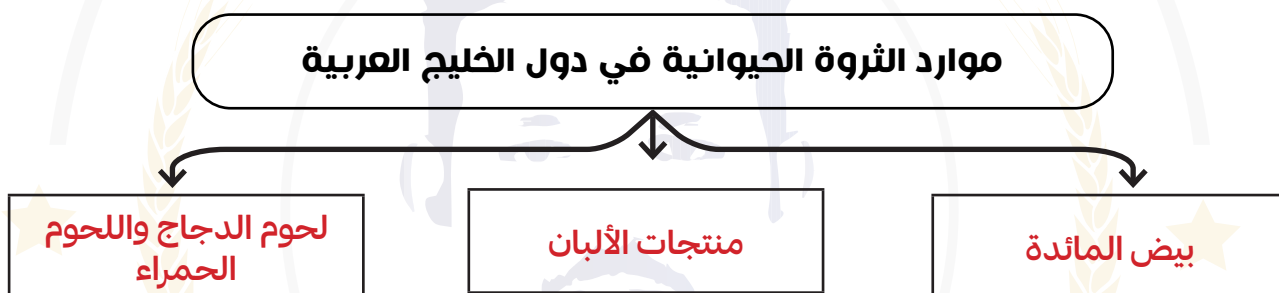 موارد الثروة الحيوانية في دول الخليج العربية
بيض المائدة
منتجات الألبان
لحوم الدجاج واللحوم
الحمراء